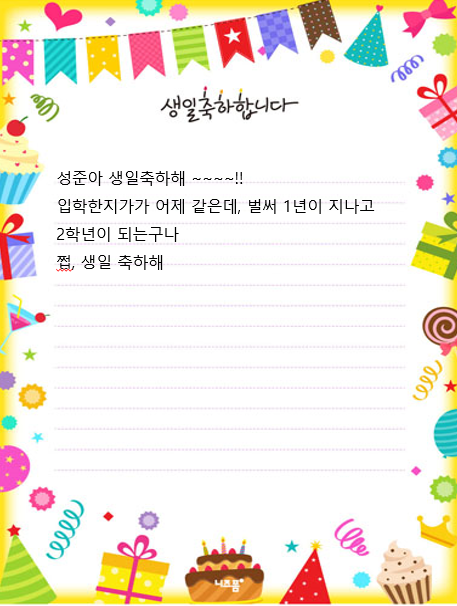 생일축하합니다
성준아 생일축하해 ~~~~!!
입학한지가가 어제 같은데, 벌써 1년이 지나고
2학년이 되는구나
쩝, 생일 축하해
니즈폼